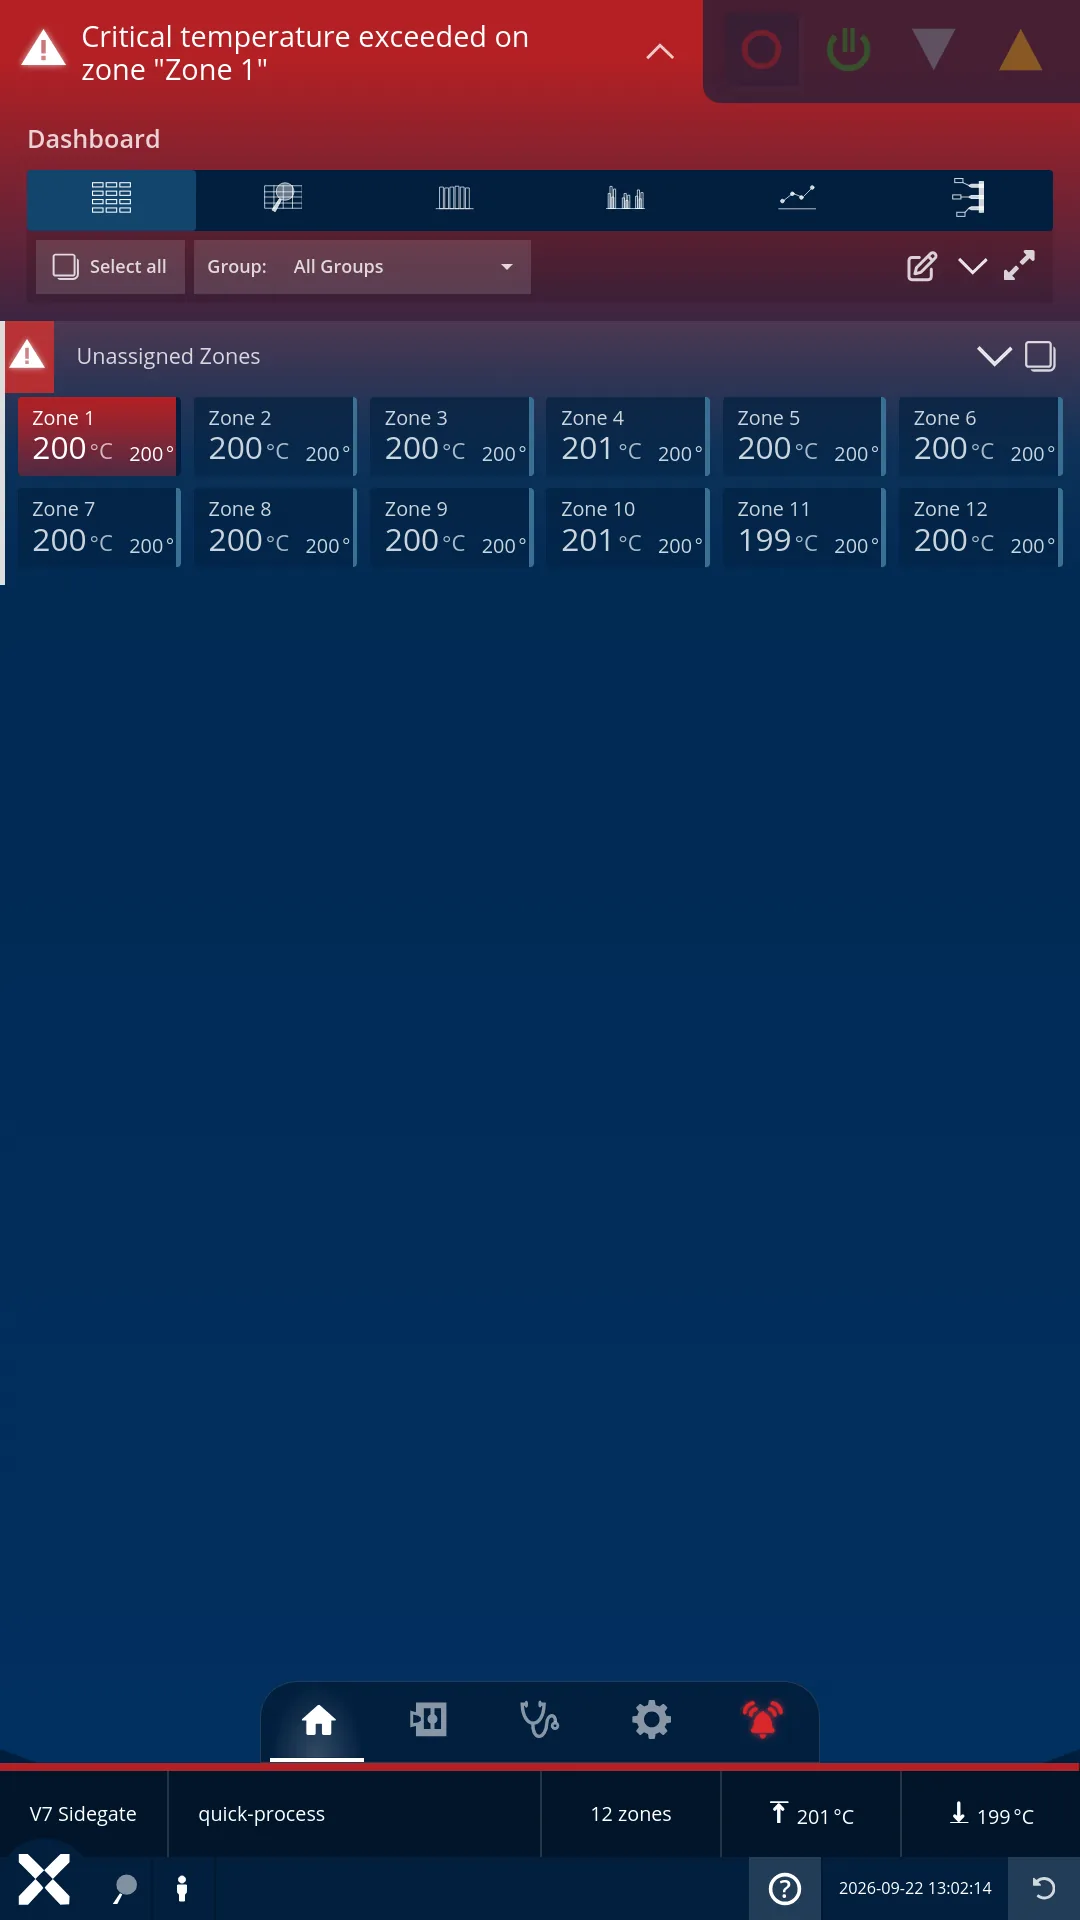 Critical temperature exceeded on
zone "Zone 1"
Dashboard
Select all
Group: All Groups
Unassigned Zones
Zone 1 Zone 2 Zone 3 Zone 4 Zone 5 Zone 6
200 °C 200° 200 °C 200° 200 °C 200° 201 °C 200° 200 °C 200° 200 °C 200°
Zone 7 Zone 8 Zone 9 Zone 10 Zone 11 Zone 12
200 °C 200° 200 °C 200° 200 °C 200° 201 °C 200° 199 °C 200° 200 °C 200°
V7 Sidegate quick-process 12 zones 201 °C 199 °C
2026-09-22 13:02:14